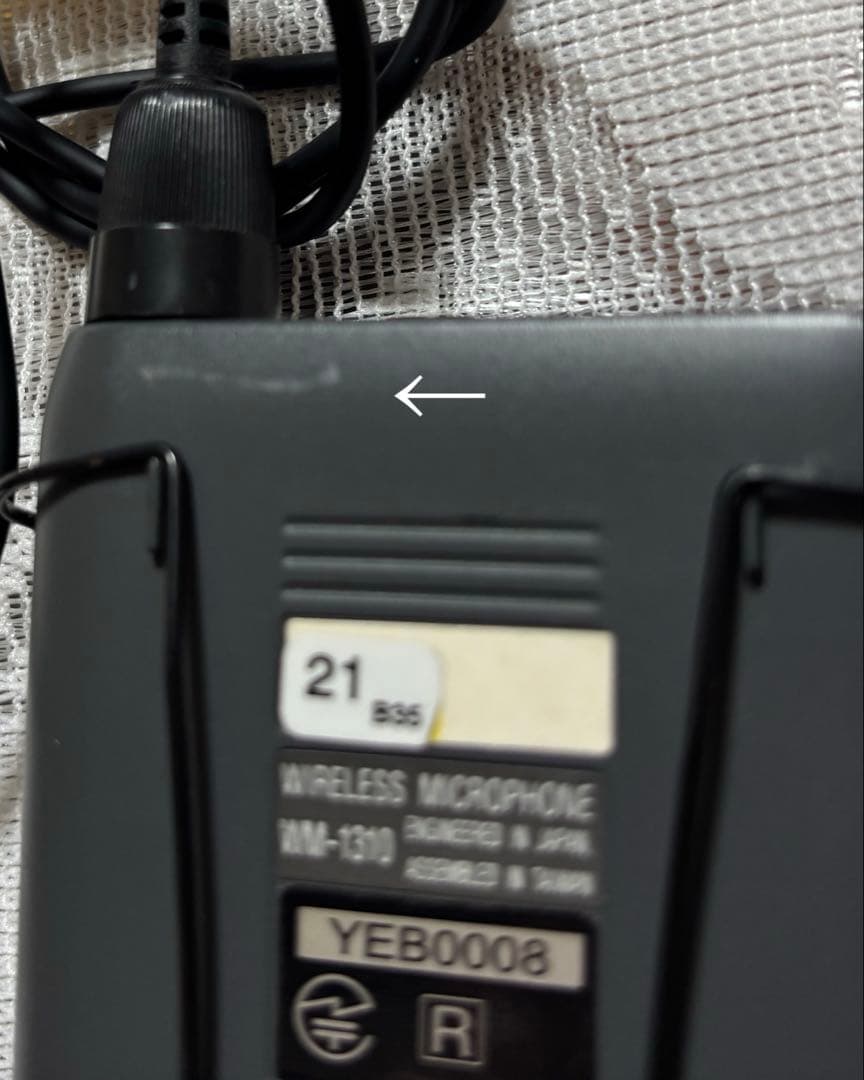 21
B35
WIRELESS MICROPHONE
WM-1310
ENGINEERED IN JAPAN
ASSEMBLED IN TAIWAN
YEB0008
R